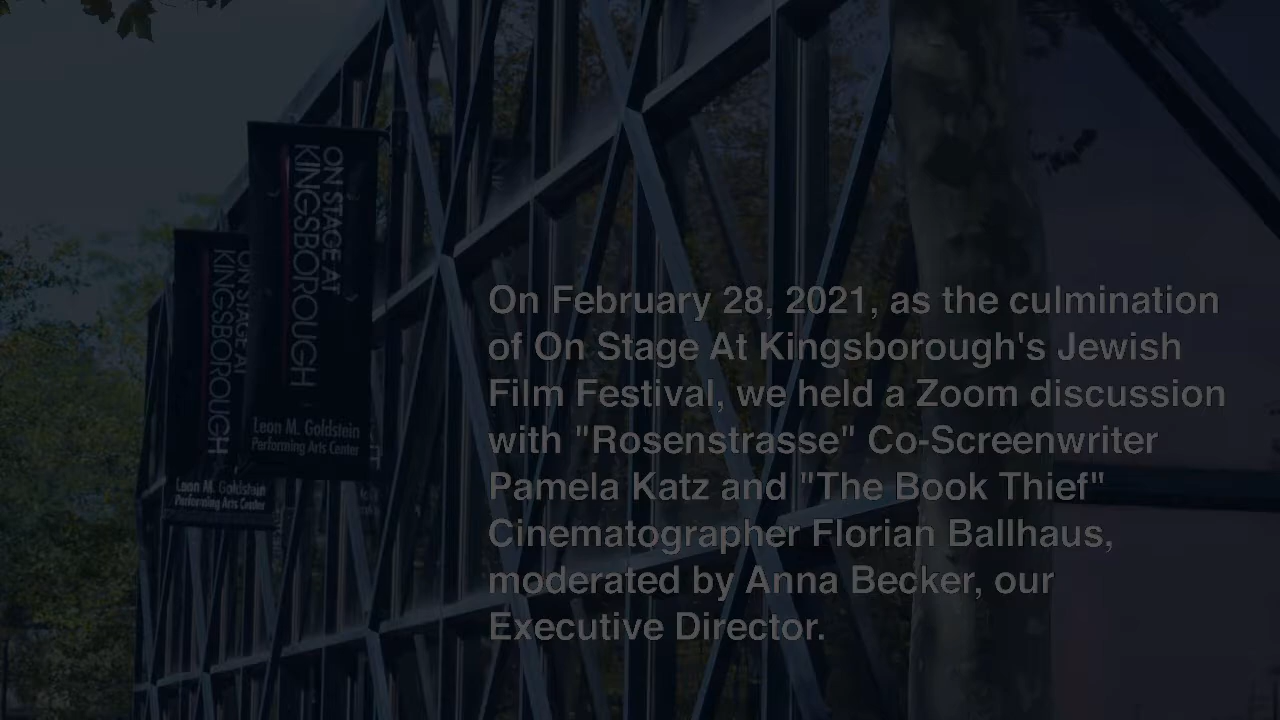 ON STAGE AT
KINGSBOROUGH
Leon M. Goldstein
Performing Arts Center
ON STAGE AT
KINGSBOROUGH
Leon M. Goldstein
Performing Arts Center
On February 28, 2021, as the culmination
of On Stage At Kingsborough's Jewish
Film Festival, we held a Zoom discussion
with "Rosenstrasse" Co-Screenwriter
Pamela Katz and "The Book Thief"
Cinematographer Florian Ballhaus,
moderated by Anna Becker, our
Executive Director.